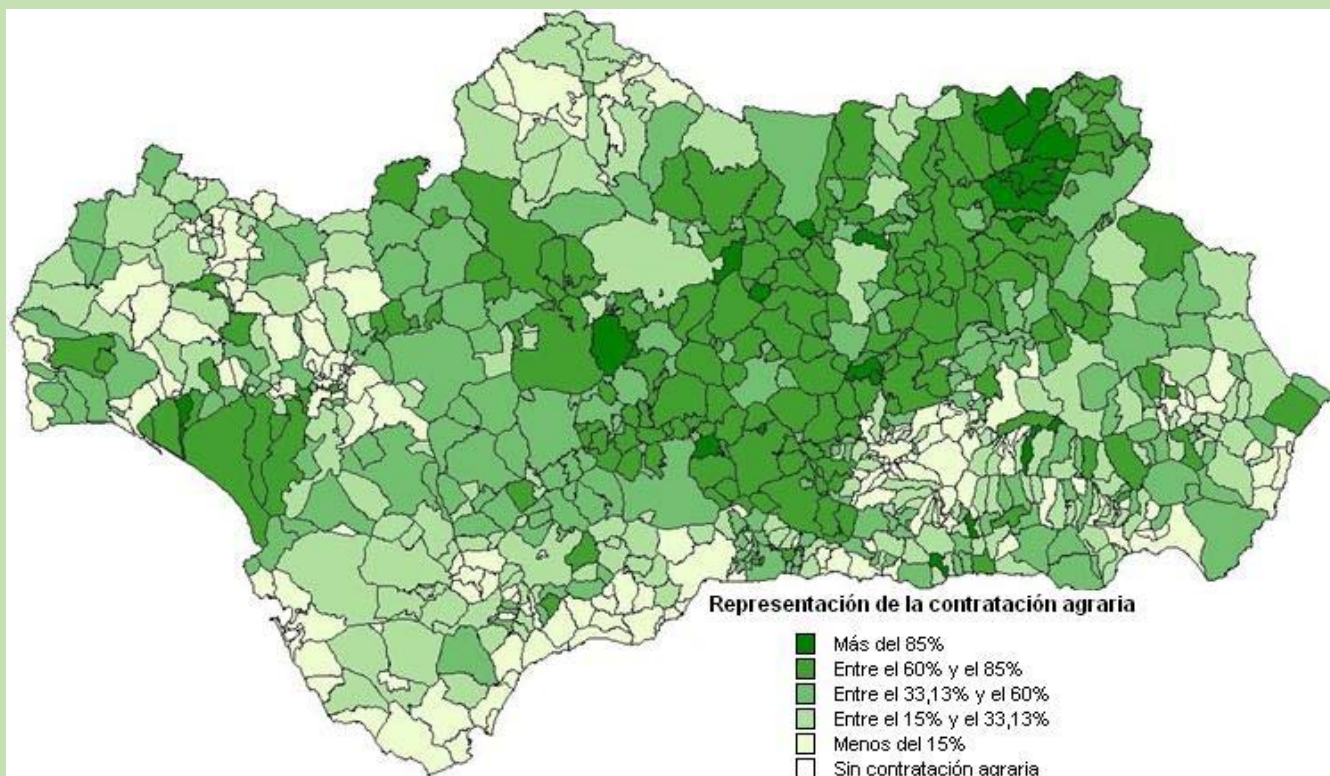 Representación de la contratación agraria
Más del 85%
Entre el 60% y el 85%
Entre el 33,13% y el 60%
Entre el 15% y el 33,13%
Menos del 15%
Sin contratación agraria